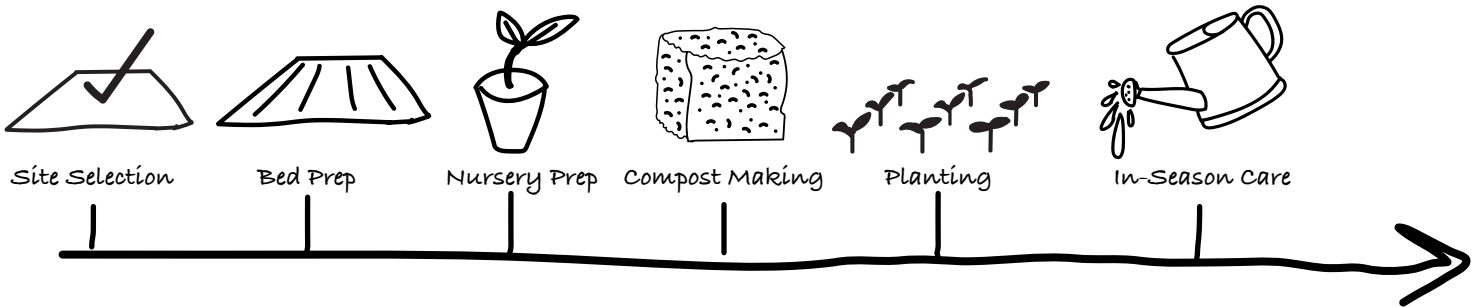 Site Selection
Bed Prep
Nursery Prep
Compost Making
Planting
In-Season Care